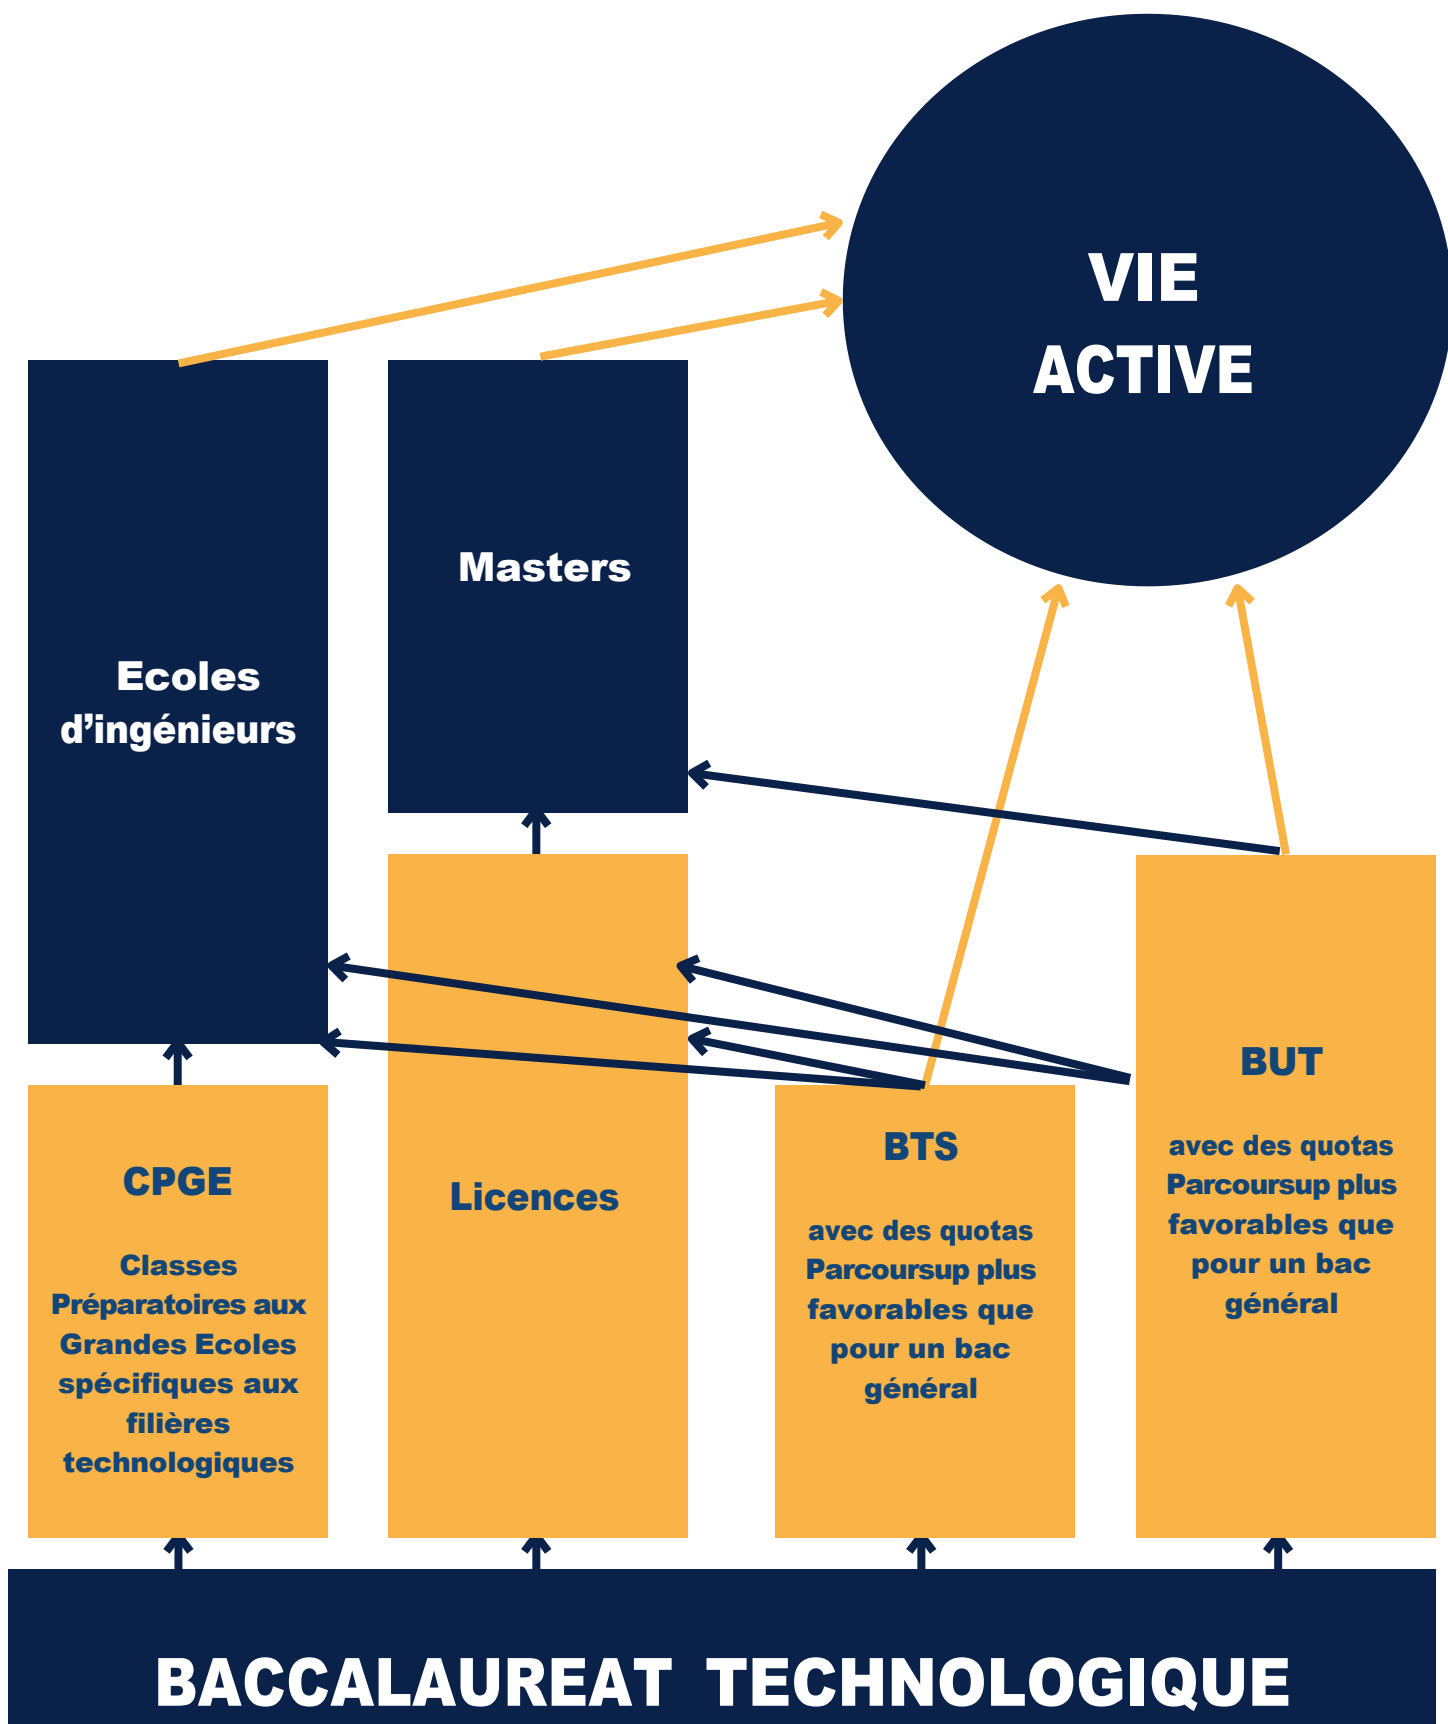 VIE
ACTIVE
Masters
Ecoles
d'ingénieurs
CPGE
Classes
Préparatoires aux
Grandes Ecoles
spécifiques aux
filières
technologiques
Licences
BTS
avec des quotas
Parcoursup plus
favorables que
pour un bac
général
BUT
avec des quotas
Parcoursup plus
favorables que
pour un bac
général
BACCALAUREAT TECHNOLOGIQUE